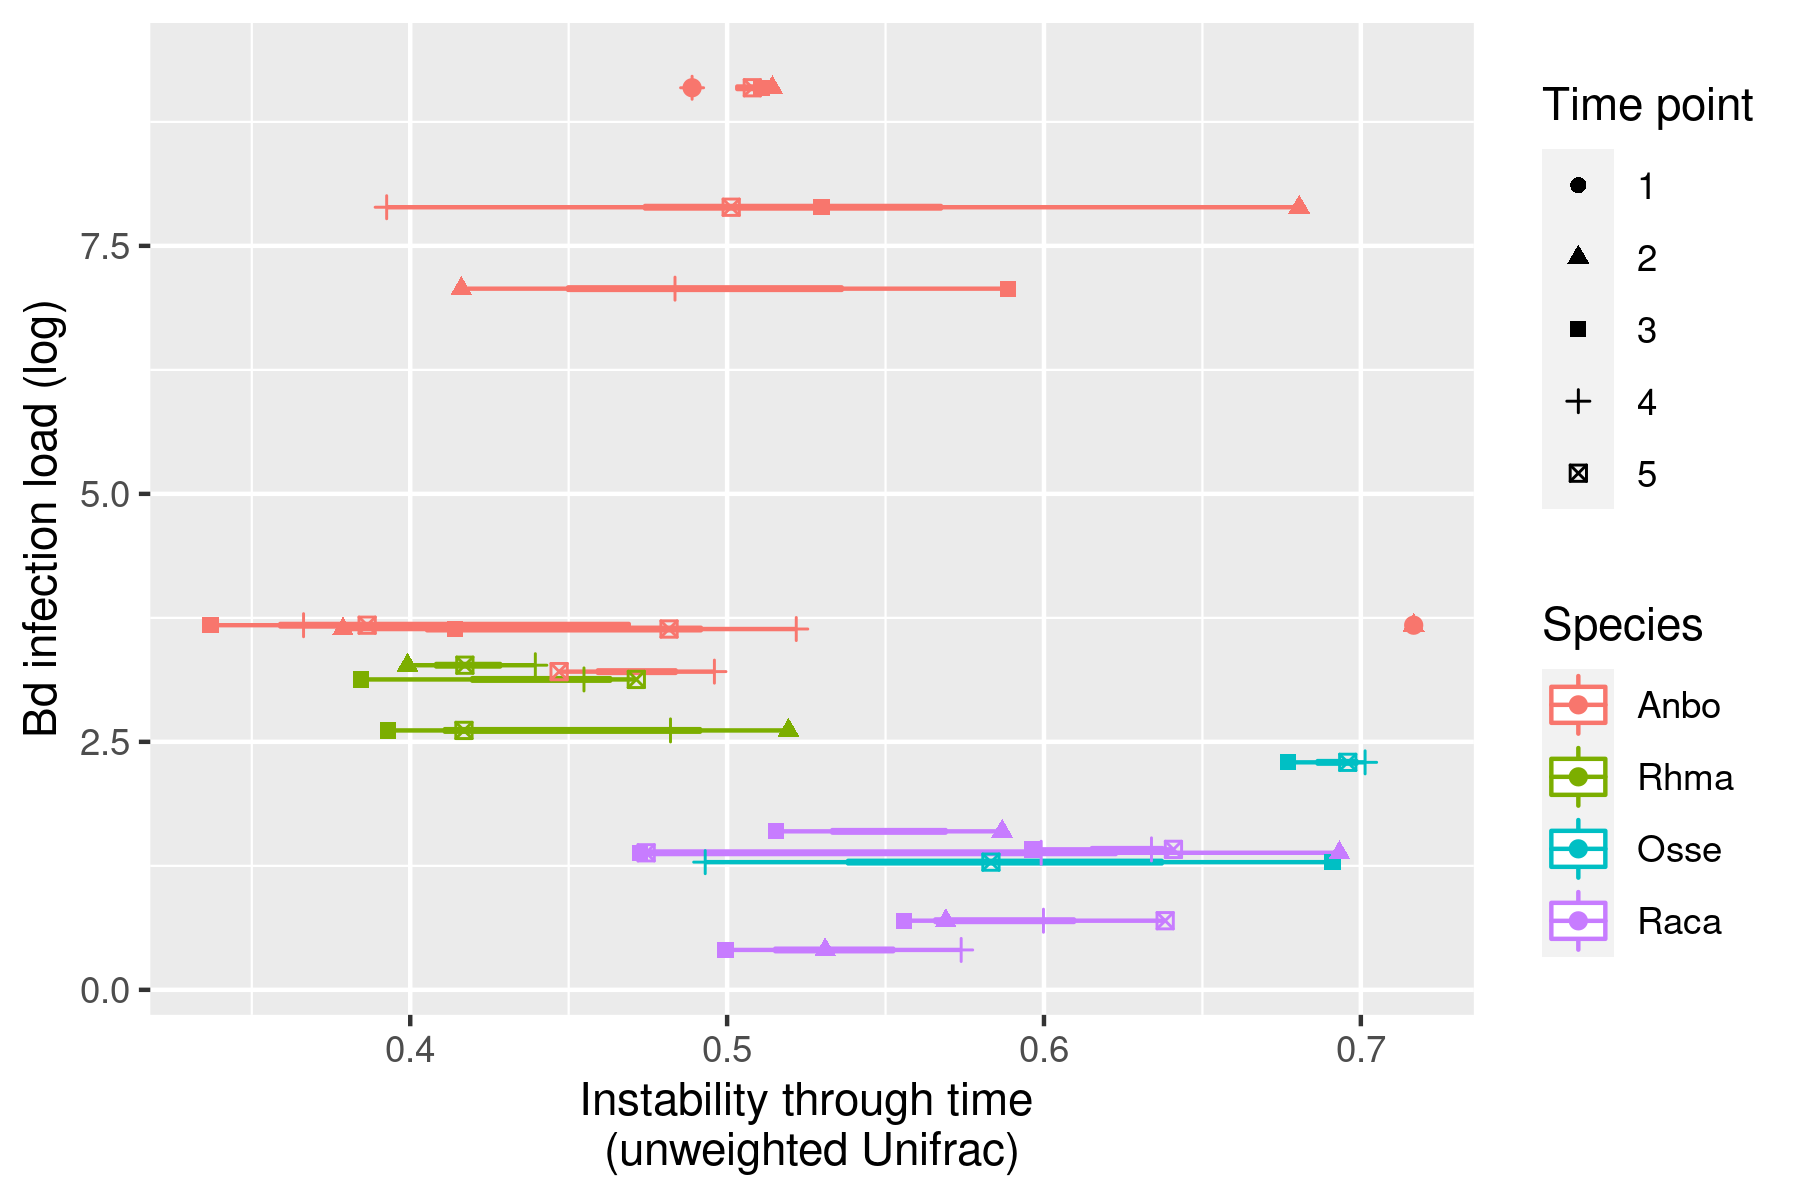 Bd infection load (log)
7.5
5.0
2.5
0.0
0.4
0.5
0.6
0.7
Instability through time
(unweighted Unifrac)
Time point
1
2
3
4
5
Species
Anbo
Rhma
Osse
Raca